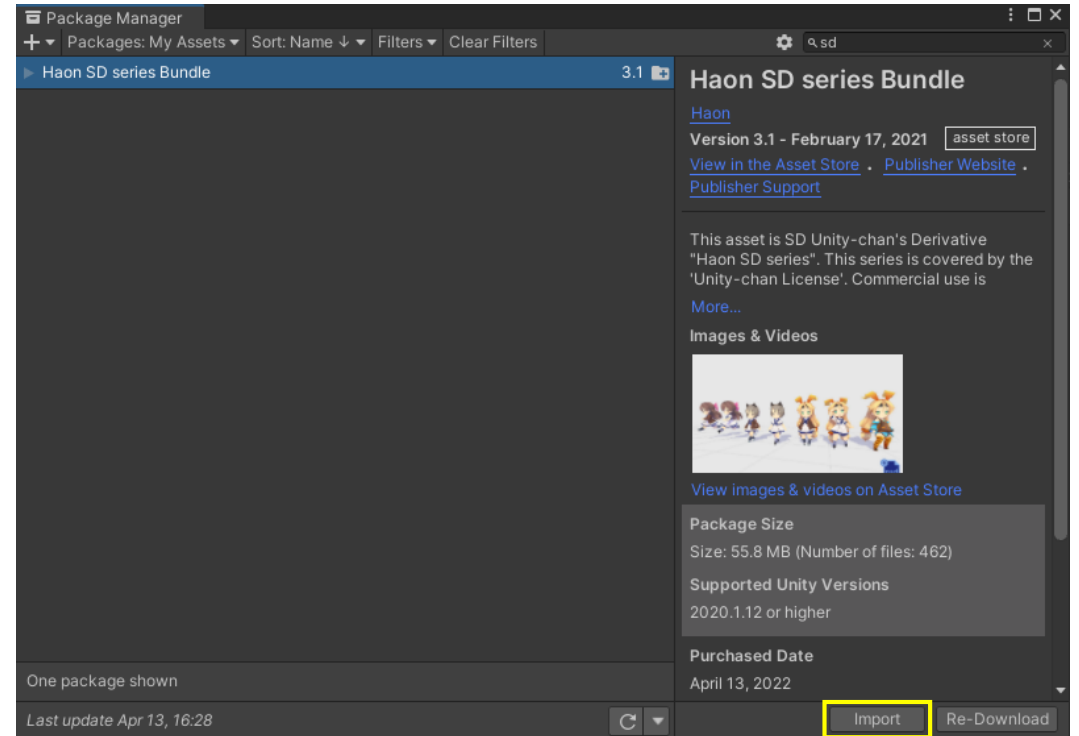 Package Manager
Packages: My Assets Sort: Name ↓ Filters Clear Filters
sd
Haon SD series Bundle 3.1
Haon SD series Bundle
Haon
Version 3.1 - February 17, 2021 asset store
View in the Asset Store . Publisher Website .
Publisher Support
This asset is SD Unity-chan's Derivative
"Haon SD series". This series is covered by the
'Unity-chan License'. Commercial use is
More...
Images & Videos
View images & videos on Asset Store
Package Size
Size: 55.8 MB (Number of files: 462)
Supported Unity Versions
2020.1.12 or higher
Purchased Date
April 13, 2022
One package shown
Last update Apr 13, 16:28
Import Re-Download